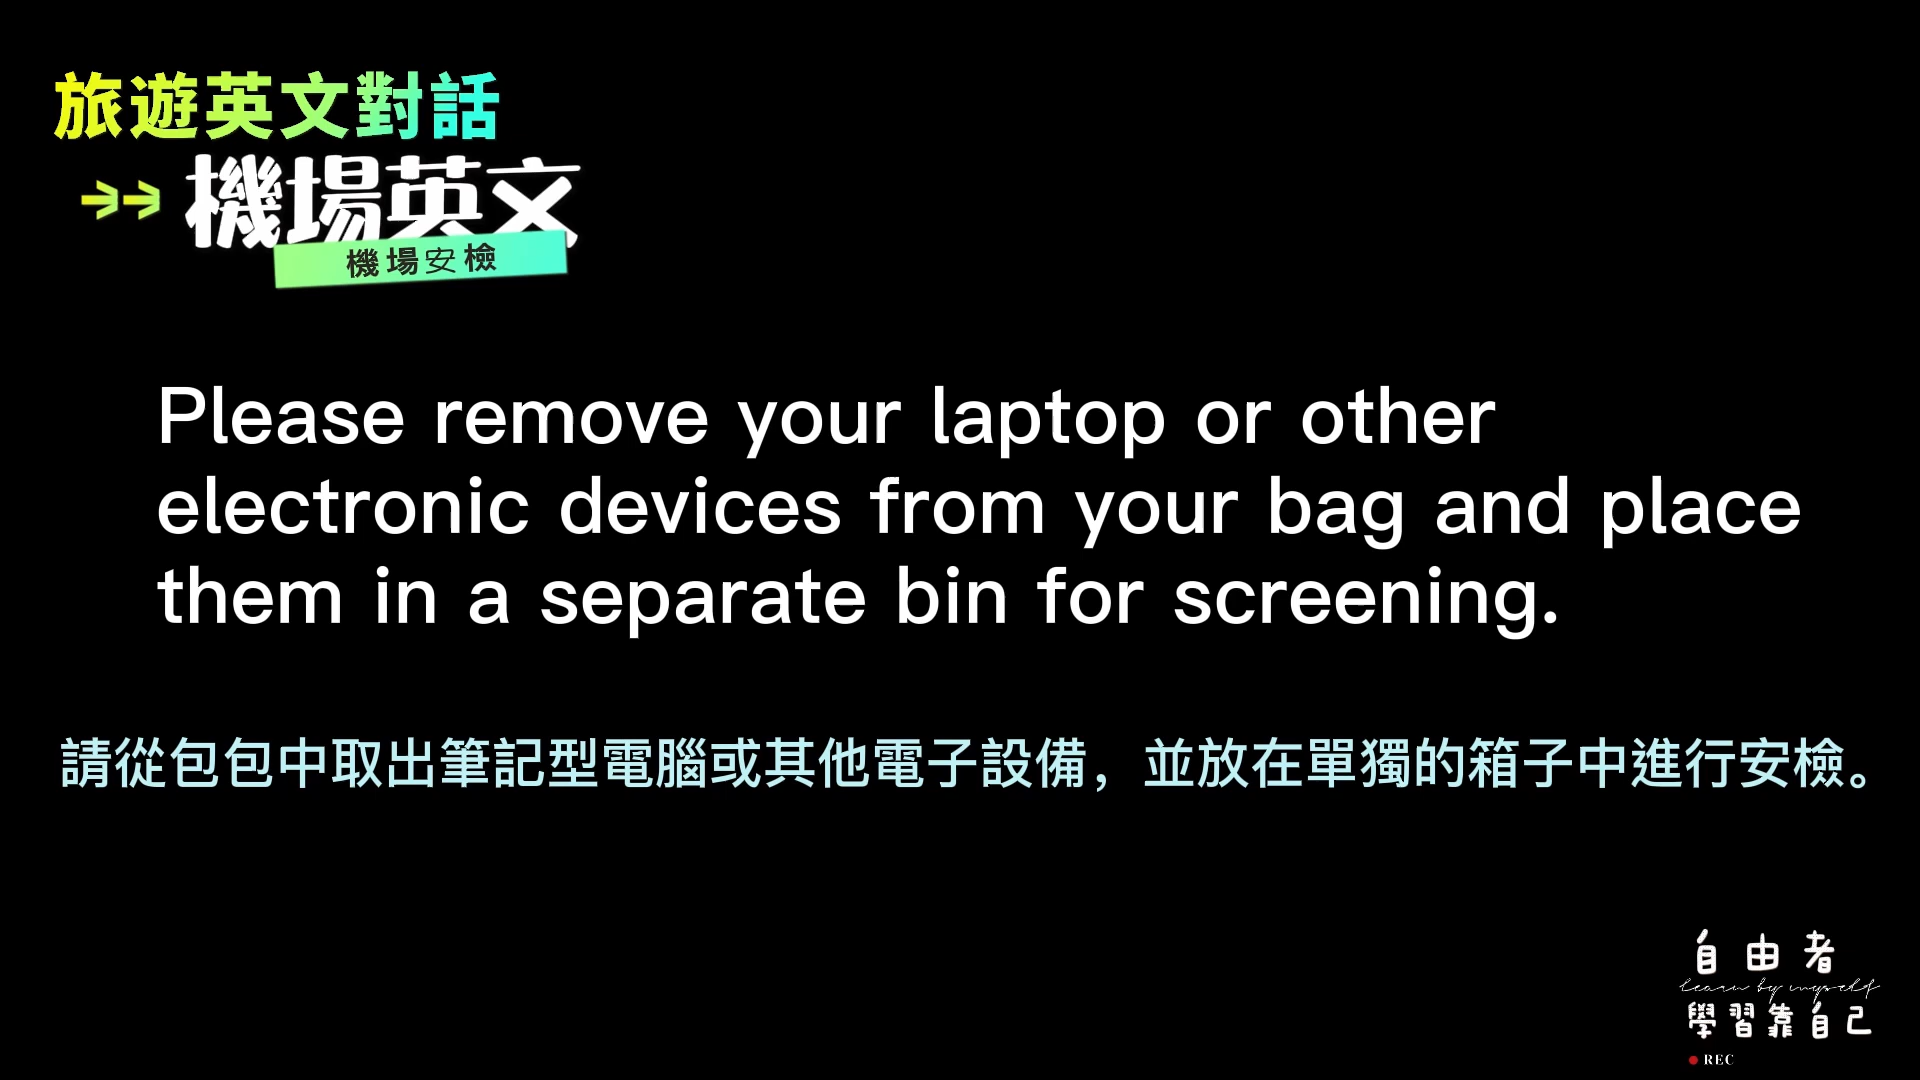 旅遊英文對話
→→ 機場英文
機場安檢
Please remove your laptop or other
electronic devices from your bag and place
them in a separate bin for screening.
請從包包中取出筆記型電腦或其他電子設備，並放在單獨的箱子中進行安檢。
自由者
learn by myself
學習靠自己
REC